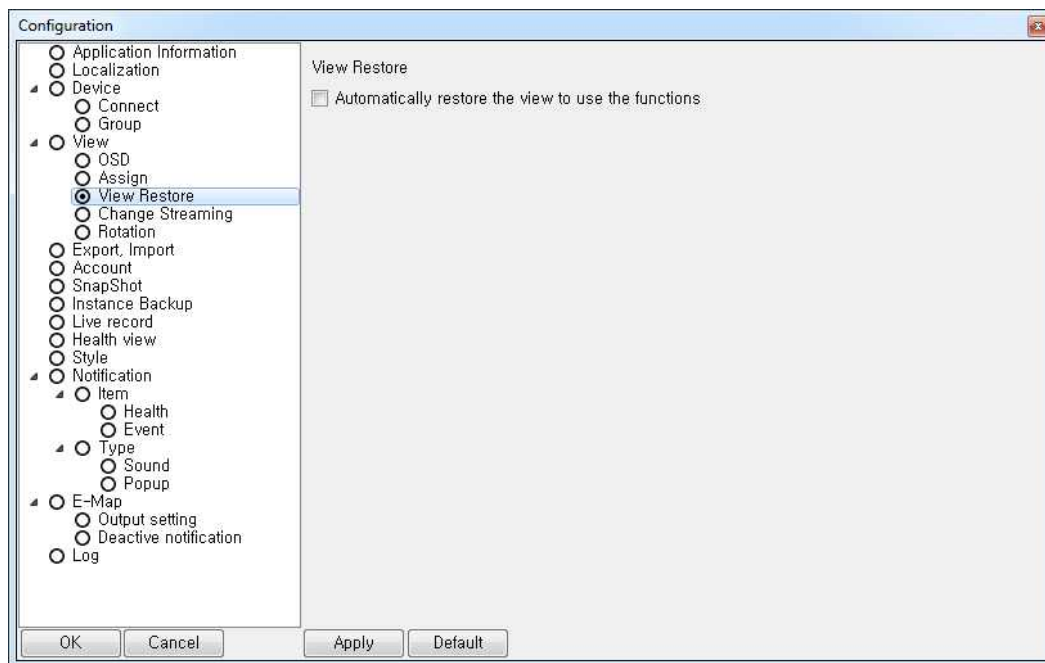 Configuration
Application Information
Localization
Device
Connect
Group
View
OSD
Assign
View Restore
Change Streaming
Rotation
Export, Import
Account
SnapShot
Instance Backup
Live record
Health view
Style
Notification
Item
Health
Event
Type
Sound
Popup
E-Map
Output setting
Deactive notification
Log
View Restore
Automatically restore the view to use the functions
OK
Cancel
Apply
Default